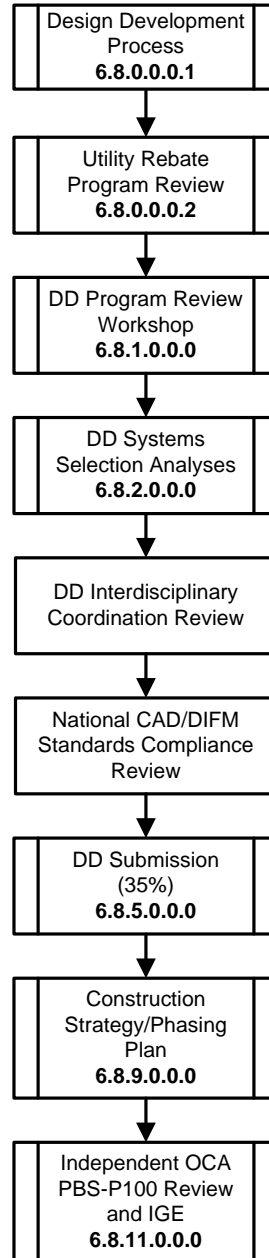 Design Development
Process
6.8.0.0.0.1
Utility Rebate
Program Review
6.8.0.0.0.2
DD Program Review
Workshop
6.8.1.0.0.0
DD Systems
Selection Analyses
6.8.2.0.0.0
DD Interdisciplinary
Coordination Review
National CAD/DIFM
Standards Compliance
Review
DD Submission
(35%)
6.8.5.0.0.0
Construction
Strategy/Phasing
Plan
6.8.9.0.0.0
Independent OCA
PBS-P100 Review
and IGE
6.8.11.0.0.0